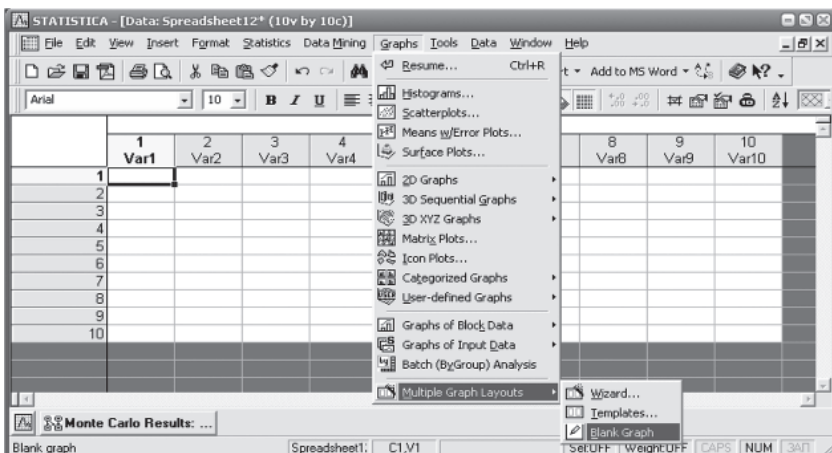 STATISTICA - [Data: Spreadsheet12* (10v by 10c)]
File Edit View Insert Format Statistics Data Mining Graphs Tools Data Window Help
Resume... Ctrl+R
Add to MS Word
Arial 10 B I U
Histograms...
Scatterplots...
Means w/Error Plots...
Surface Plots...
2D Graphs
3D Sequential Graphs
3D XYZ Graphs
Matrix Plots...
Icon Plots...
Categorized Graphs
User-defined Graphs
Graphs of Block Data
Graphs of Input Data
Batch (ByGroup) Analysis
Multiple Graph Layouts
Wizard...
Templates...
Blank Graph
1 2 3 4 8 9 10
Var1 Var2 Var3 Var4 Var8 Var9 Var10
1
2
3
4
5
6
7
8
9
10
Monte Carlo Results: ...
Blank graph Spreadsheet1. C1,V1 Sel:OFF Weight:OFF CAPS NUM ЗАП